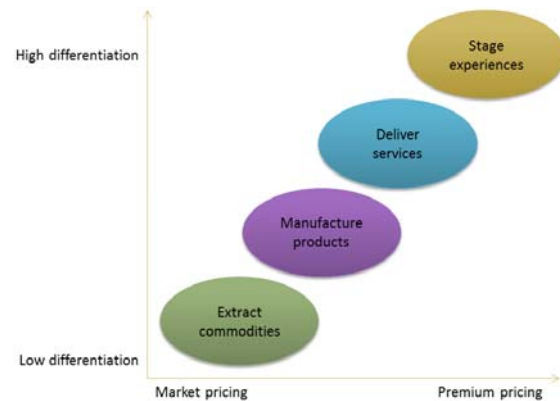 High differentiation
Stage
experiences
Deliver
services
Manufacture
products
Extract
commodities
Low differentiation
Market pricing
Premium pricing